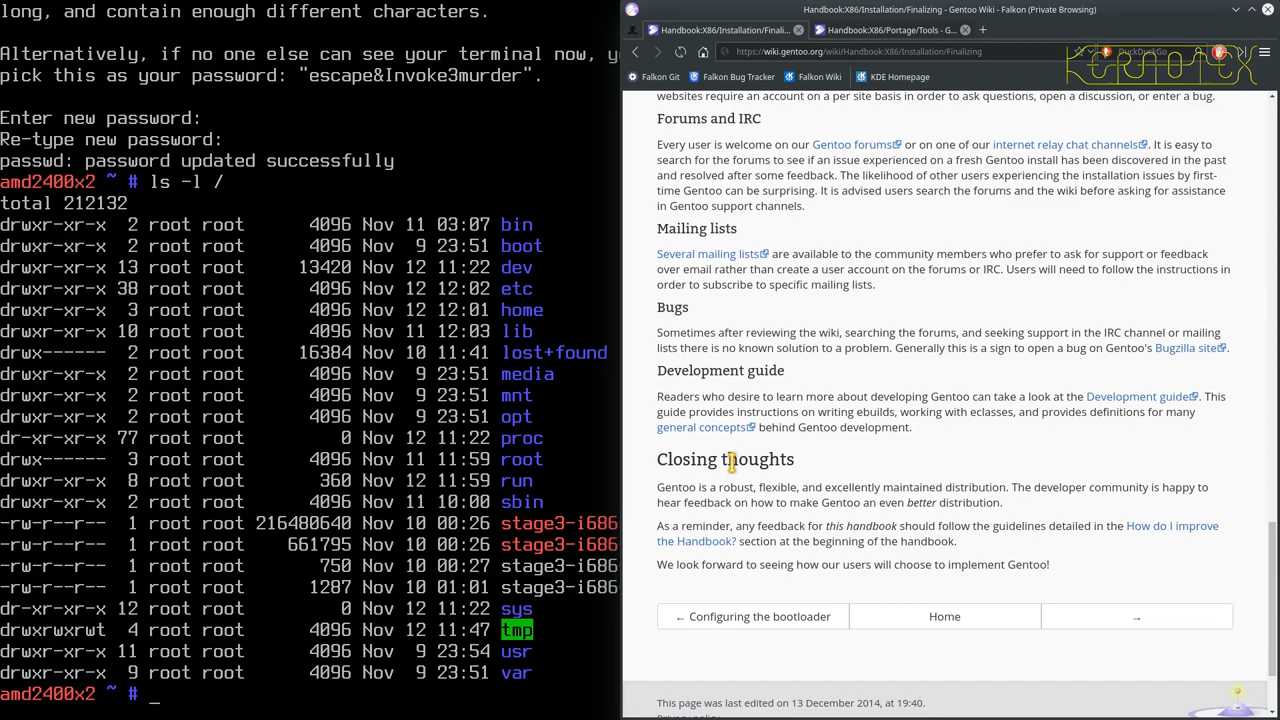 long, and contain enough different characters.
Alternatively, if no one else can see your terminal now, y
pick this as your password: "escape&Invoke3murder".
Enter new password:
Re-type new password:
passwd: password updated successfully
amd2400x2 ~ # ls -l /
total 212132
drwxr-xr-x  2 root root      4096 Nov 11 03:07 bin
drwxr-xr-x  2 root root      4096 Nov  9 23:51 boot
drwxr-xr-x 13 root root     13420 Nov 12 11:22 dev
drwxr-xr-x 38 root root      4096 Nov 12 12:02 etc
drwxr-xr-x  3 root root      4096 Nov 12 12:01 home
drwxr-xr-x 10 root root      4096 Nov 11 12:03 lib
drwx------  2 root root     16384 Nov 10 11:41 lost+found
drwxr-xr-x  2 root root      4096 Nov  9 23:51 media
drwxr-xr-x  2 root root      4096 Nov  9 23:51 mnt
drwxr-xr-x  2 root root      4096 Nov  9 23:51 opt
dr-xr-xr-x 77 root root         0 Nov 12 11:22 proc
drwx------  3 root root      4096 Nov 11 11:59 root
drwxr-xr-x  8 root root       360 Nov 12 11:59 run
drwxr-xr-x  2 root root      4096 Nov 11 10:00 sbin
-rw-r--r--  1 root root 216480640 Nov 10 00:26 stage3-i686
-rw-r--r--  1 root root    661795 Nov 10 00:26 stage3-i686
-rw-r--r--  1 root root       750 Nov 10 00:27 stage3-i686
-rw-r--r--  1 root root      1287 Nov 10 01:01 stage3-i686
dr-xr-xr-x 12 root root         0 Nov 12 11:22 sys
drwxrwxrwt  4 root root      4096 Nov 12 11:47 tmp
drwxr-xr-x 11 root root      4096 Nov  9 23:54 usr
drwxr-xr-x  9 root root      4096 Nov  9 23:51 var
amd2400x2 ~ # _
Handbook:X86/Installation/Finalizing - Gentoo Wiki - Falkon (Private Browsing)
Handbook:X86/Installation/Finali... Handbook:X86/Portage/Tools - G...
https://wiki.gentoo.org/wiki/Handbook:X86/Installation/Finalizing DuckDuckGo
Falkon Git Falkon Bug Tracker Falkon Wiki KDE Homepage
websites require an account on a per site basis in order to ask questions, open a discussion, or enter a bug.
Forums and IRC
Every user is welcome on our Gentoo forums or on one of our internet relay chat channels. It is easy to
search for the forums to see if an issue experienced on a fresh Gentoo install has been discovered in the past
and resolved after some feedback. The likelihood of other users experiencing the installation issues by first-
time Gentoo can be surprising. It is advised users search the forums and the wiki before asking for assistance
in Gentoo support channels.
Mailing lists
Several mailing lists are available to the community members who prefer to ask for support or feedback
over email rather than create a user account on the forums or IRC. Users will need to follow the instructions in
order to subscribe to specific mailing lists.
Bugs
Sometimes after reviewing the wiki, searching the forums, and seeking support in the IRC channel or mailing
lists there is no known solution to a problem. Generally this is a sign to open a bug on Gentoo's Bugzilla site.
Development guide
Readers who desire to learn more about developing Gentoo can take a look at the Development guide. This
guide provides instructions on writing ebuilds, working with eclasses, and provides definitions for many
general concepts behind Gentoo development.
Closing thoughts
Gentoo is a robust, flexible, and excellently maintained distribution. The developer community is happy to
hear feedback on how to make Gentoo an even better distribution.
As a reminder, any feedback for this handbook should follow the guidelines detailed in the How do I improve
the Handbook? section at the beginning of the handbook.
We look forward to seeing how our users will choose to implement Gentoo!
← Configuring the bootloader Home →
This page was last edited on 13 December 2014, at 19:40.
Privacy policy